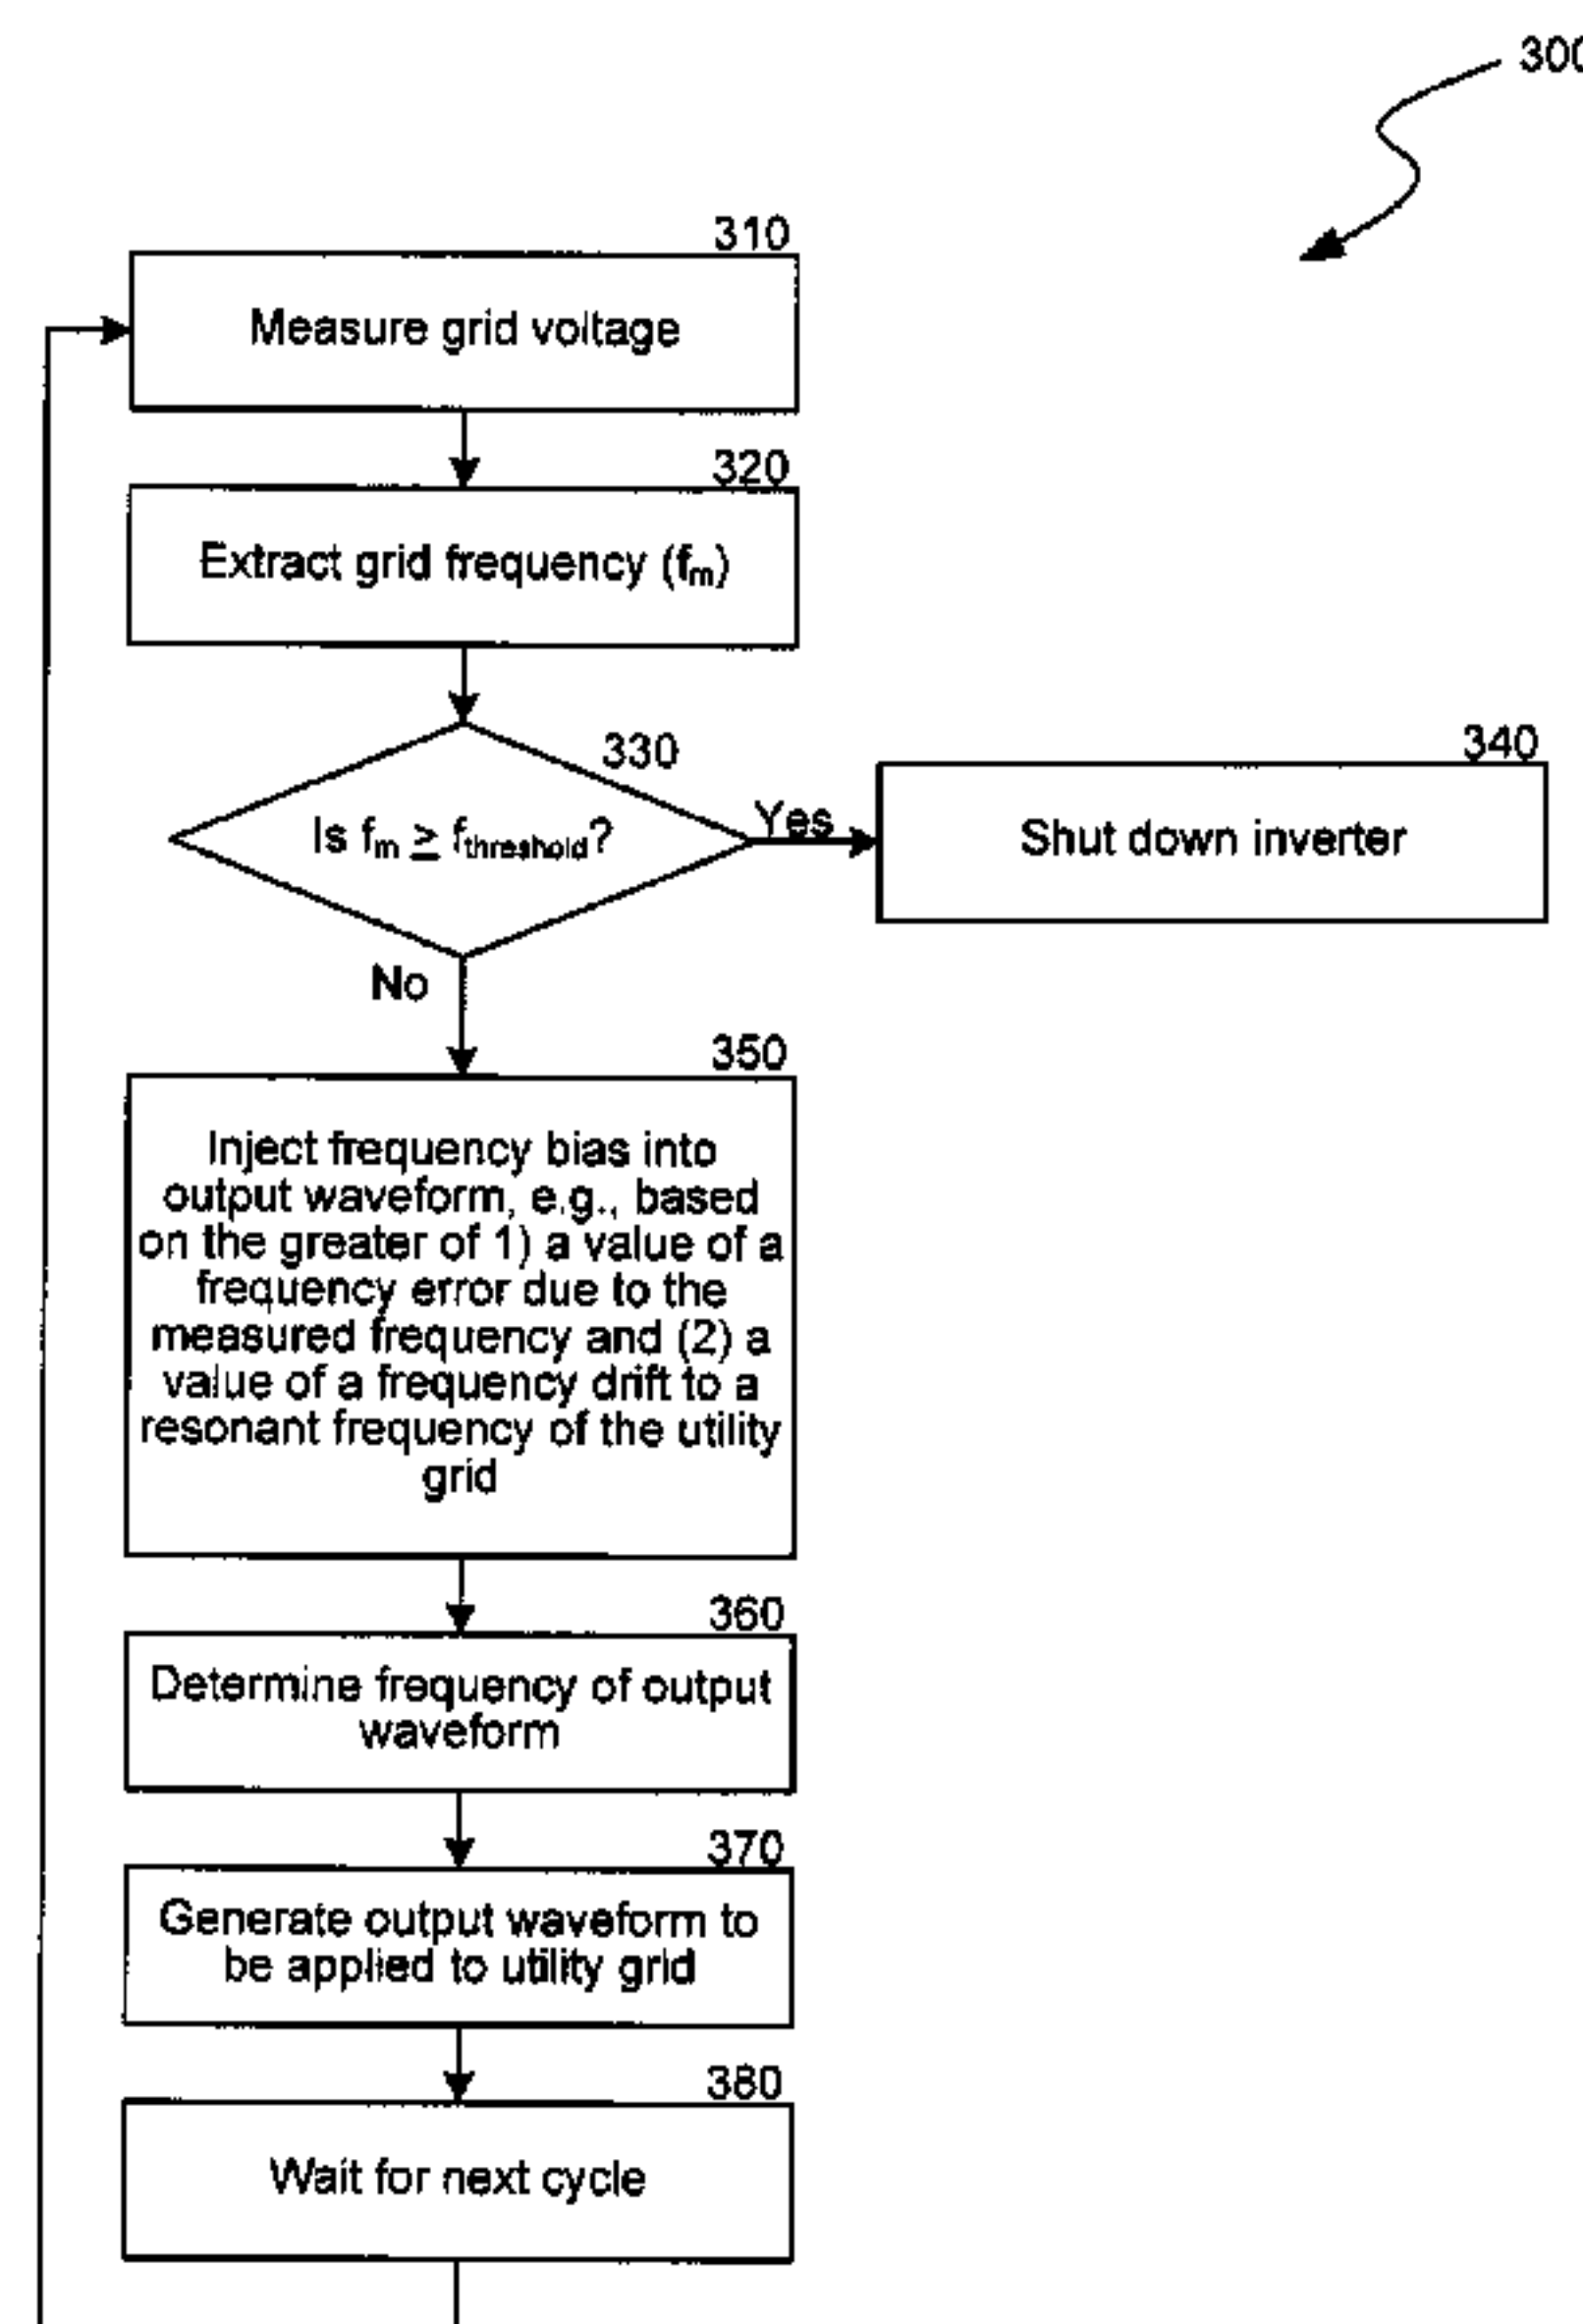 300
310
Measure grid voltage
320
Extract grid frequency (fm)
330
Is fm ≥ fthreshold?
Yes
340
Shut down inverter
No
350
Inject frequency bias into
output waveform, e.g., based
on the greater of 1) a value of a
frequency error due to the
measured frequency and (2) a
value of a frequency drift to a
resonant frequency of the utility
grid
360
Determine frequency of output
waveform
370
Generate output waveform to
be applied to utility grid
380
Wait for next cycle